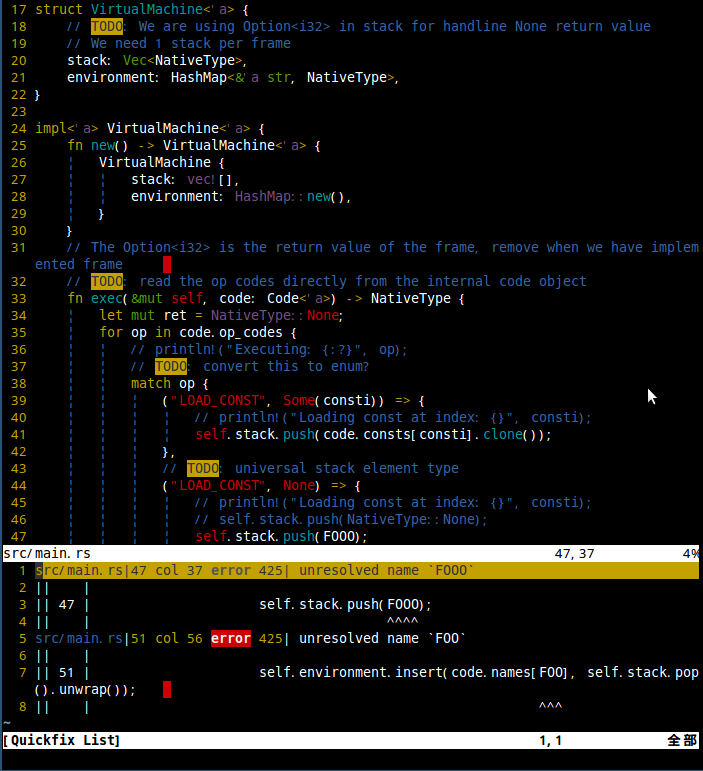 17 struct VirtualMachine<'a> {
18 // TODO: We are using Option<i32> in stack for handline None return value
19 // We need 1 stack per frame
20 stack: Vec<NativeType>,
21 environment: HashMap<&'a str, NativeType>,
22 }
23
24 impl<'a> VirtualMachine<'a> {
25 fn new() -> VirtualMachine<'a> {
26 ¦ VirtualMachine {
27 ¦ ¦ stack: vec![],
28 ¦ ¦ environment: HashMap::new(),
29 ¦ }
30 }
31 // The Option<i32> is the return value of the frame, remove when we have implem
ented frame
32 // TODO: read the op codes directly from the internal code object
33 fn exec(&mut self, code: Code<'a>) -> NativeType {
34 ¦ let mut ret = NativeType::None;
35 ¦ for op in code.op_codes {
36 ¦ ¦ // println!("Executing: {:?}", op);
37 ¦ ¦ // TODO: convert this to enum?
38 ¦ ¦ match op {
39 ¦ ¦ ¦ ("LOAD_CONST", Some(consti)) => {
40 ¦ ¦ ¦ ¦ // println!("Loading const at index: {}", consti);
41 ¦ ¦ ¦ ¦ self.stack.push(code.consts[consti].clone());
42 ¦ ¦ ¦ },
43 ¦ ¦ ¦ // TODO: universal stack element type
44 ¦ ¦ ¦ ("LOAD_CONST", None) => {
45 ¦ ¦ ¦ ¦ // println!("Loading const at index: {}", consti);
46 ¦ ¦ ¦ ¦ // self.stack.push(NativeType::None);
47 ¦ ¦ ¦ ¦ self.stack.push(FOOO);
src/main.rs 47,37 4%
1 src/main.rs|47 col 37 error 425| unresolved name `FOOO`
2 || |
3 || 47 | self.stack.push(FOOO);
4 || | ^^^^
5 src/main.rs|51 col 56 error 425| unresolved name `FOO`
6 || |
7 || 51 | self.environment.insert(code.names[FOO], self.stack.pop
().unwrap());
8 || | ^^^
~
[Quickfix List] 1,1 全部